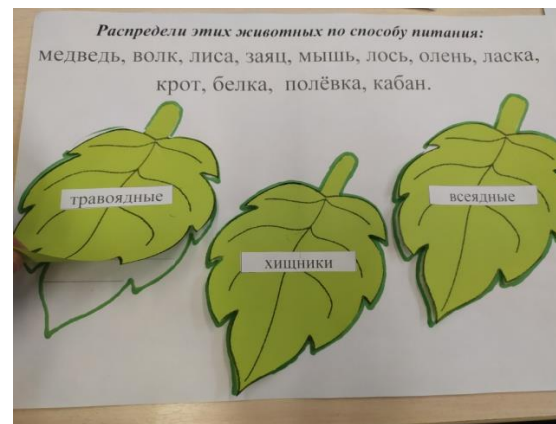 Распредели этих животных по способу питания:
медведь, волк, лиса, заяц, мышь, лось, олень, ласка,
крот, белка, полёвка, кабан.
травоядные
хищники
всеядные